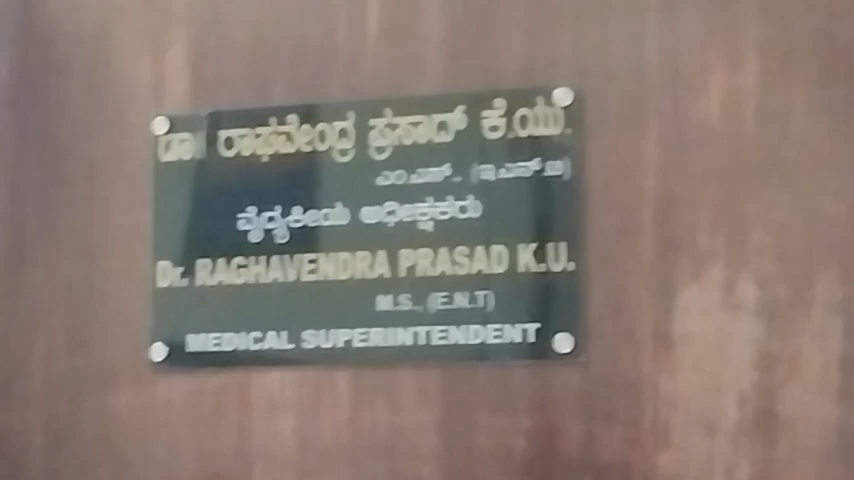 ಡಾ| ರಾಘವೇಂದ್ರ ಪ್ರಸಾದ್ ಕೆ.ಯು.
ಎಂ.ಎಸ್., (ಇ.ಎನ್.ಟಿ)
ವೈದ್ಯಕೀಯ ಅಧೀಕ್ಷಕರು
Dr. RAGHAVENDRA PRASAD K.U.
M.S., (E.N.T)
MEDICAL SUPERINTENDENT